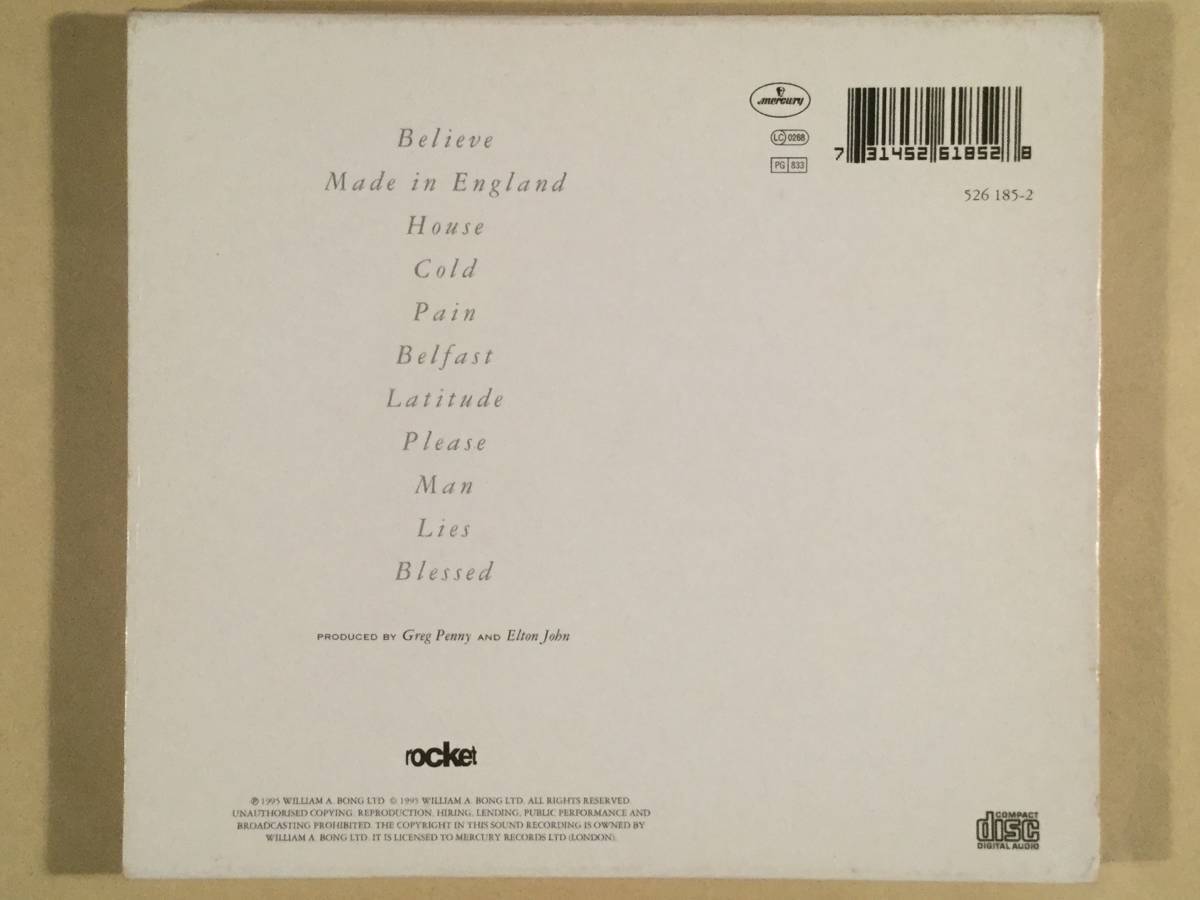 Believe
Made in England
House
Cold
Pain
Belfast
Latitude
Please
Man
Lies
Blessed
PRODUCED BY Greg Penny AND Elton John
rocket
℗ 1995 WILLIAM A. BONG LTD © 1995 WILLIAM A. BONG LTD. ALL RIGHTS RESERVED.
UNAUTHORISED COPYING, REPRODUCTION, HIRING, LENDING, PUBLIC PERFORMANCE AND
BROADCASTING PROHIBITED. THE COPYRIGHT IN THIS SOUND RECORDING IS OWNED BY
WILLIAM A. BONG LTD. IT IS LICENSED TO MERCURY RECORDS LTD (LONDON).
mercury
LC 0268
PG 833
7 31452 61852 8
526 185-2
COMPACT
disc
DIGITAL AUDIO